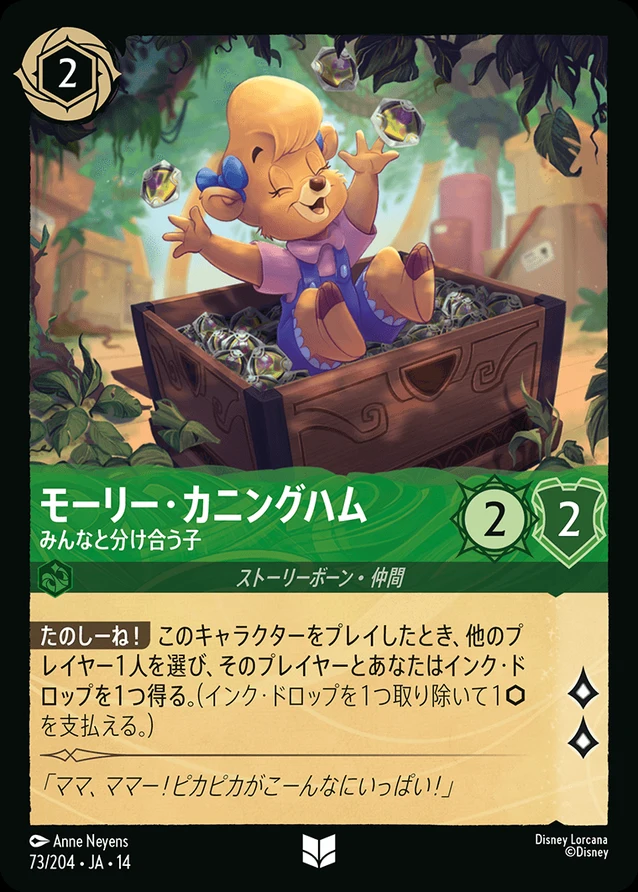 2
モーリー・カニングハム
みんなと分け合う子
2
2
ストーリーボーン・仲間
たのしーね! このキャラクターをプレイしたとき、他のプ
レイヤー1人を選び、そのプレイヤーとあなたはインク・ド
ロップを1つ得る。(インク・ドロップを1つ取り除いて1⬡
を支払える。)
「ママ、ママー!ピカピカがこーんなにいっぱい!」
Anne Neyens
73/204・JA・14
Disney Lorcana
©Disney